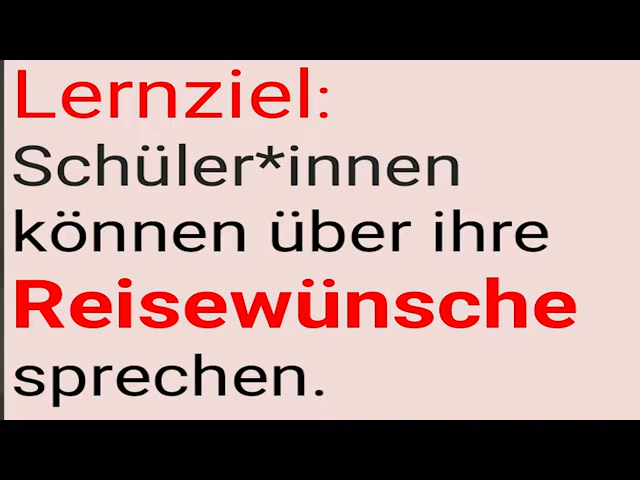 Lernziel:
Schüler*innen
können über ihre
Reisewünsche
sprechen.